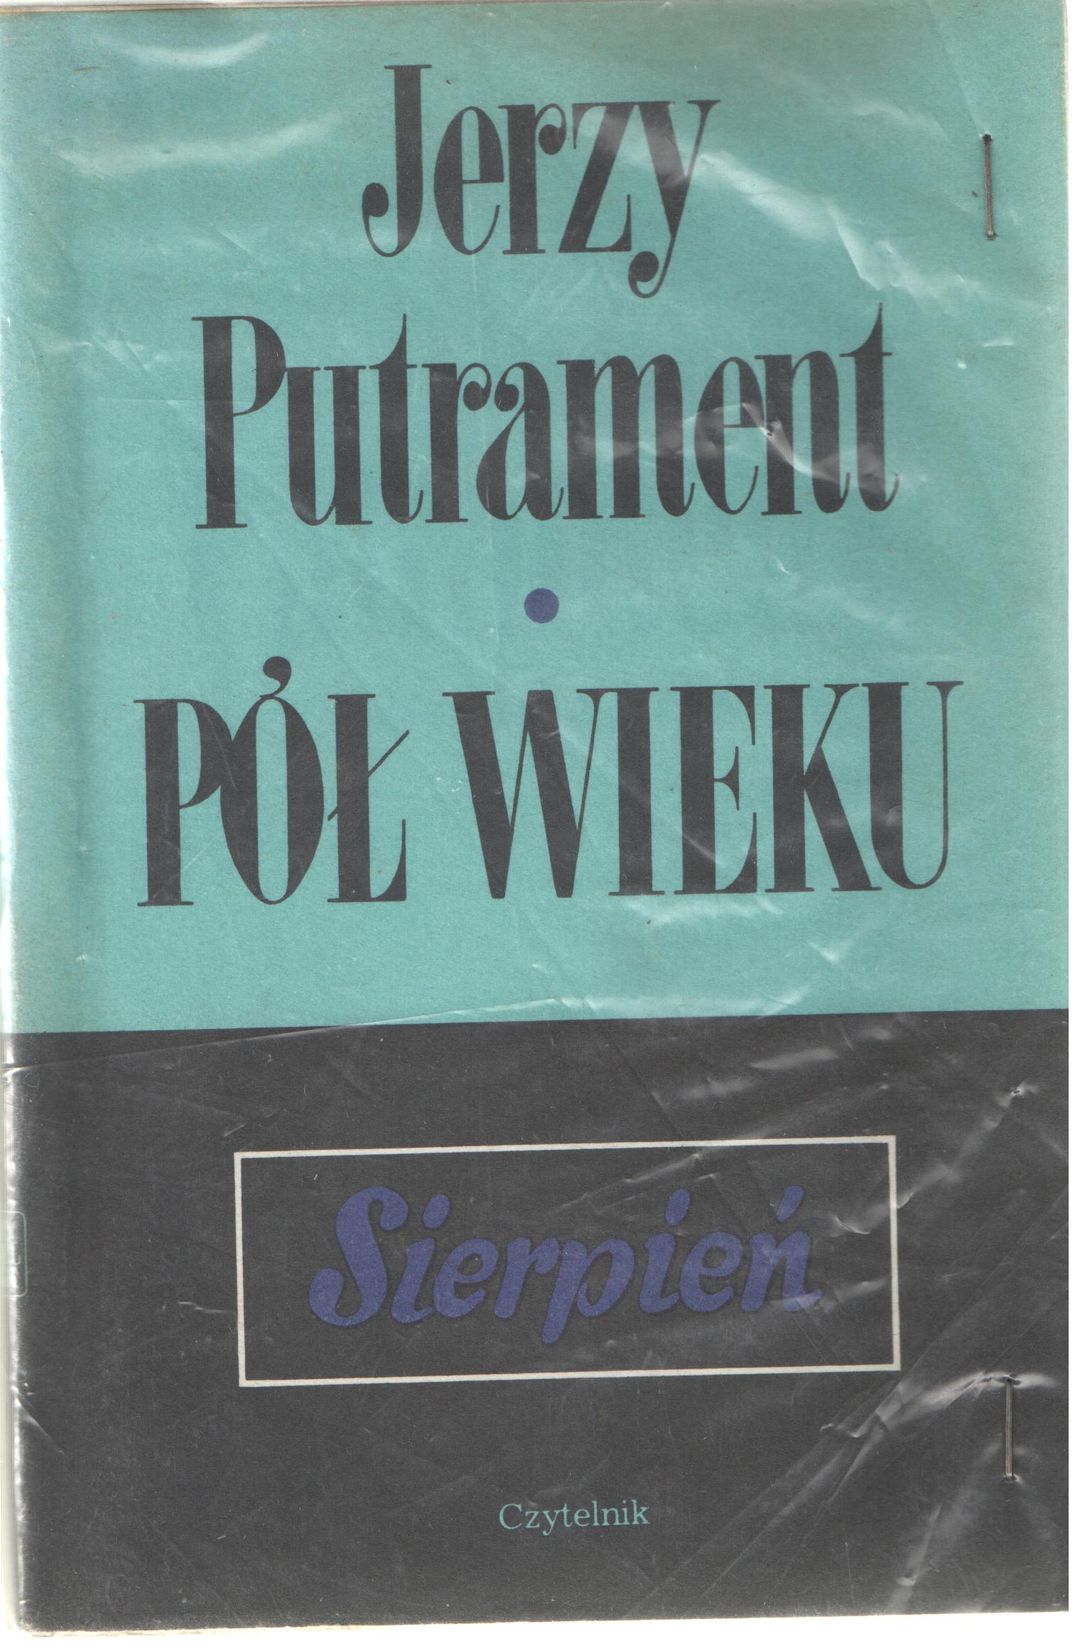 Jerzy
Putrament
PÓŁ WIEKU
Sierpień
Czytelnik